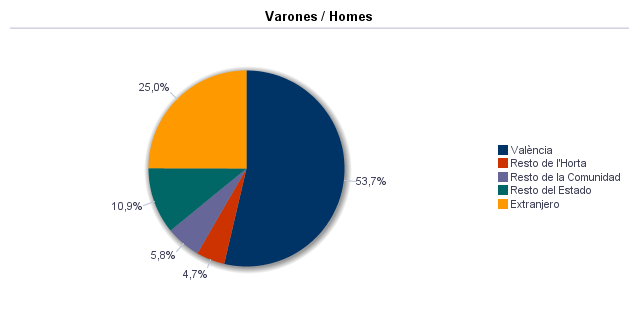 Varones / Homes
25,0%
53,7%
10,9%
5,8%
4,7%
València
Resto de l'Horta
Resto de la Comunidad
Resto del Estado
Extranjero